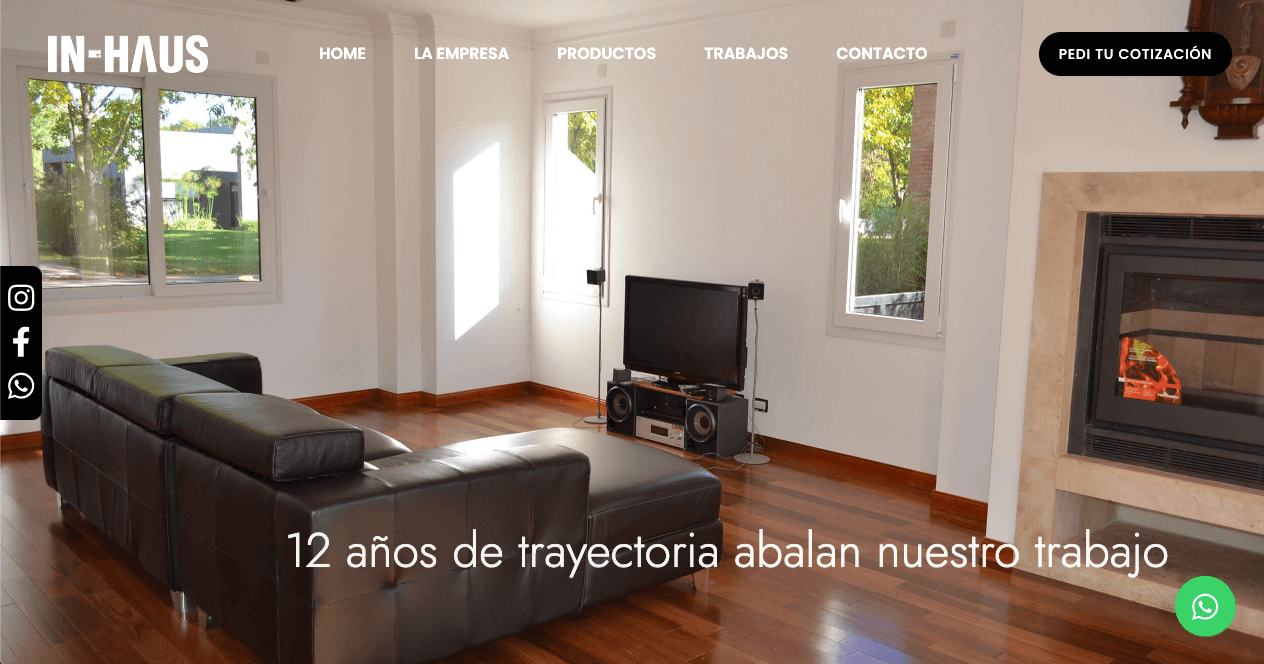 IN-HAUS
HOME
LA EMPRESA
PRODUCTOS
TRABAJOS
CONTACTO
PEDI TU COTIZACIÓN
12 años de trayectoria abalan nuestro trabajo